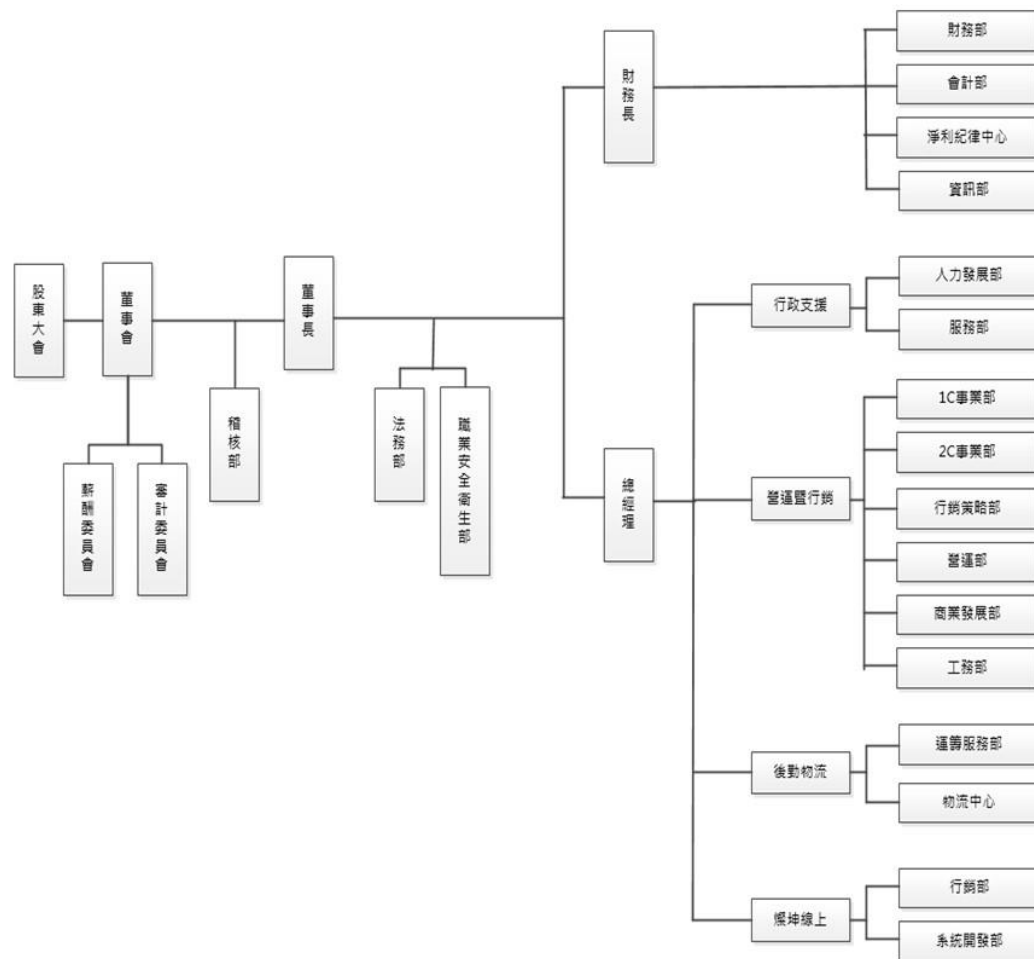 股東大會
董事會
薪酬委員會
審計委員會
稽核部
董事長
法務部
職業安全衛生部
財務長
財務部
會計部
淨利紀律中心
資訊部
總經理
行政支援
人力發展部
服務部
營運暨行銷
1C事業部
2C事業部
行銷策略部
營運部
商業發展部
工務部
後勤物流
運籌服務部
物流中心
燦坤線上
行銷部
系統開發部